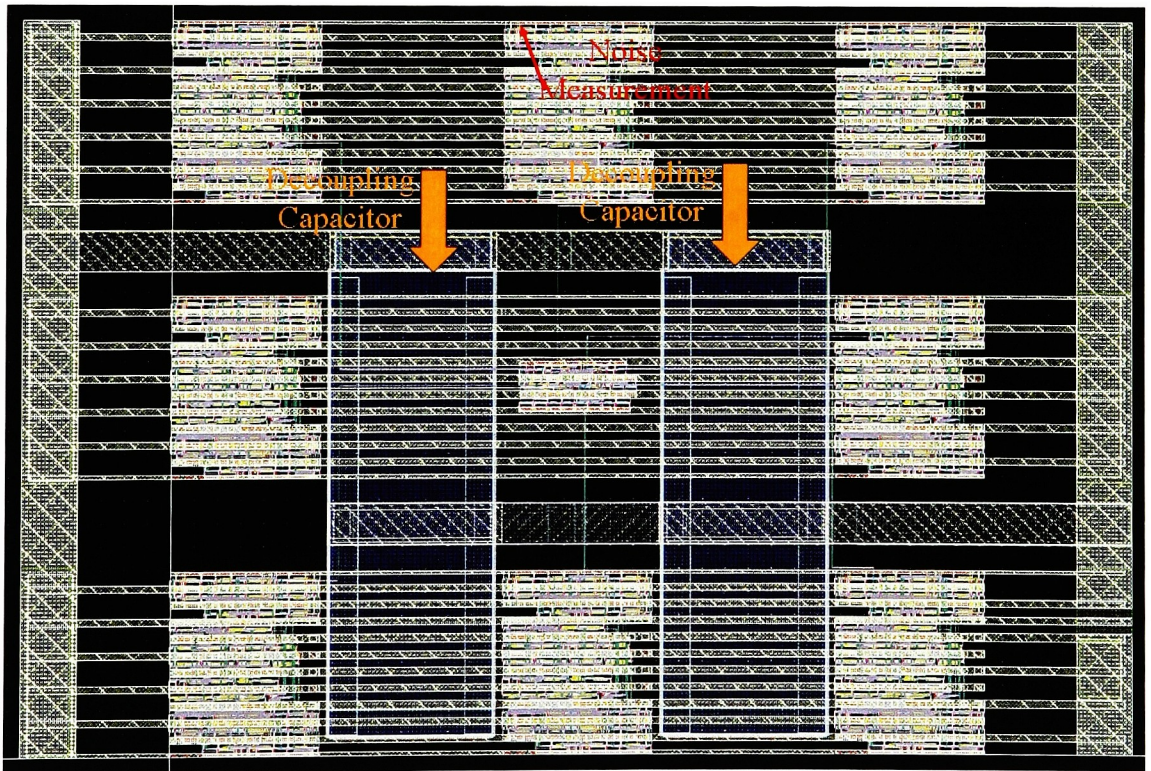 Noise
Measurement
Decoupling
Capacitor
Decoupling
Capacitor